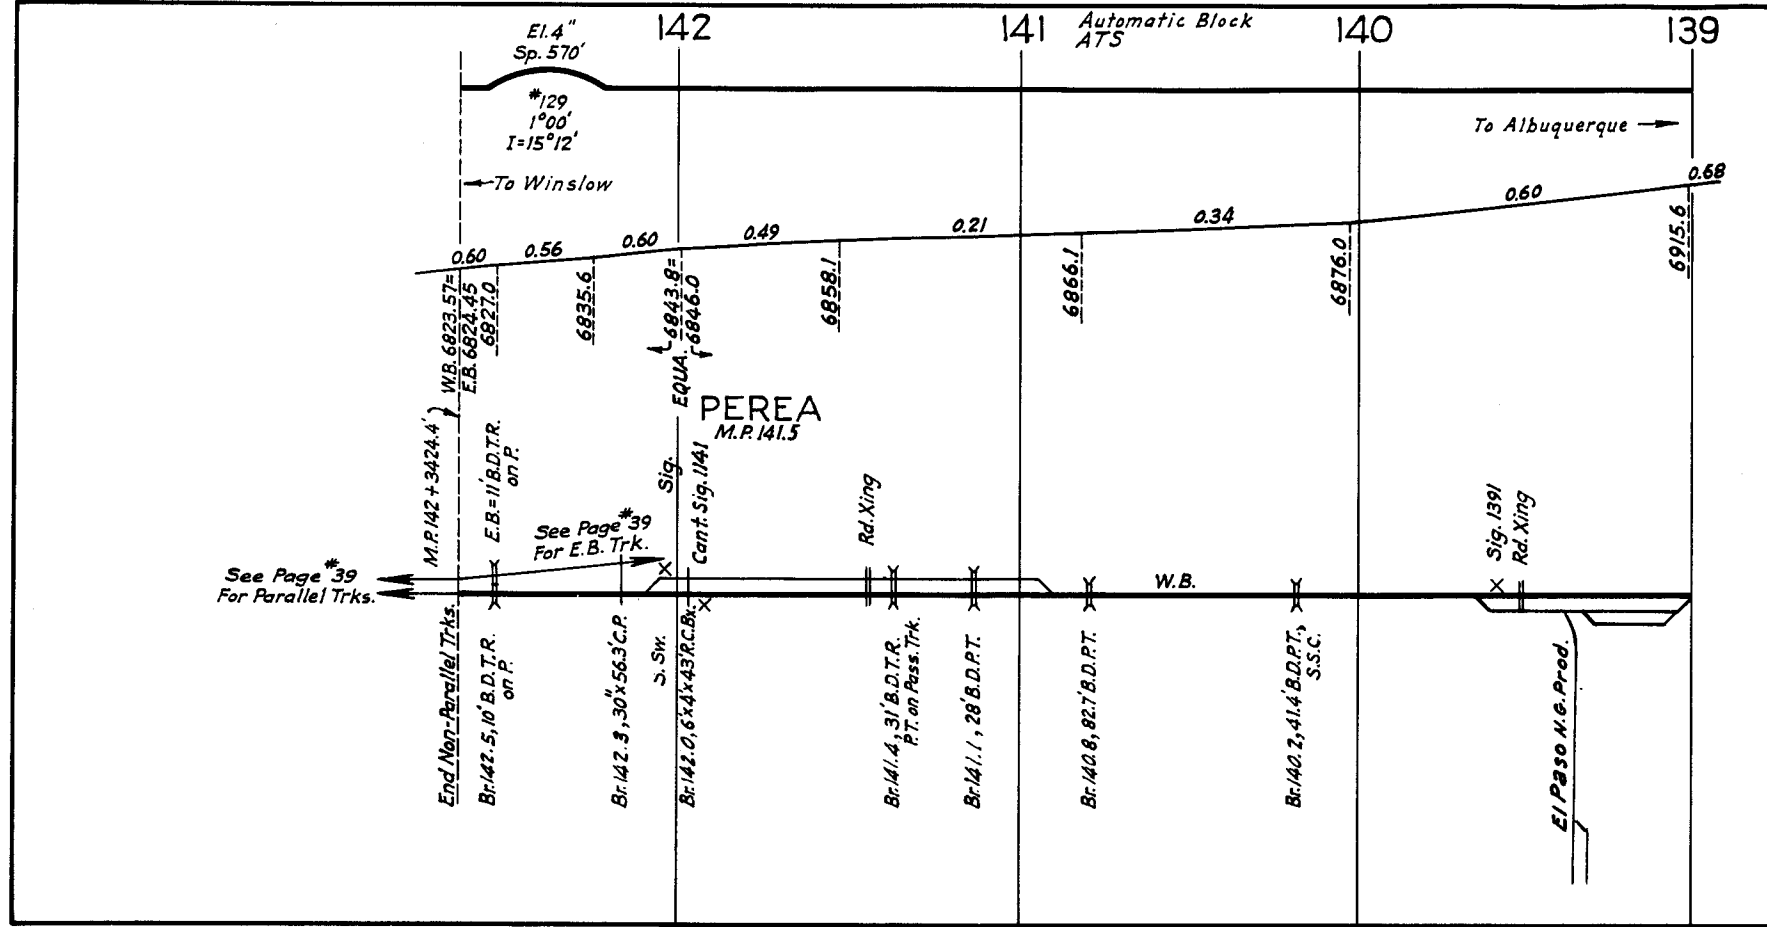 142
141
Automatic Block
ATS
140
139
El. 4"
Sp. 570'
#129
1°00'
I=15°12'
To Albuquerque
To Winslow
0.60
0.56
0.60
0.49
0.21
0.34
0.60
0.68
W.B. 6823.57=
E.B. 6824.45
6827.0
6835.6
6843.8=
6846.0
EQUA.
6858.1
6866.1
6876.0
6915.6
PEREA
M.P. 141.5
M.P. 142+3424.4'
E.B.=11' B.D.T.R.
on P.
Sig.
Cant. Sig. 1141
Rd. Xing
Sig. 1391
Rd. Xing
See Page #39
For E.B. Trk.
See Page #39
For Parallel Trks.
W.B.
End Non-Parallel Trks.
Br. 142.5, 10' B.D.T.R.
on P.
Br. 142.3, 30"x56.3' C.P.
S. Sw.
Br. 142.0, 6'x4'x43' R.C.Bx.
Br. 141.4, 31' B.D.T.R.
P.T. on Pass. Trk.
Br. 141.1, 28' B.D.P.T.
Br. 140.8, 82.7' B.D.P.T.
Br. 140.2, 41.4' B.D.P.T.,
S.S.C.
El Paso N.G. Prod.